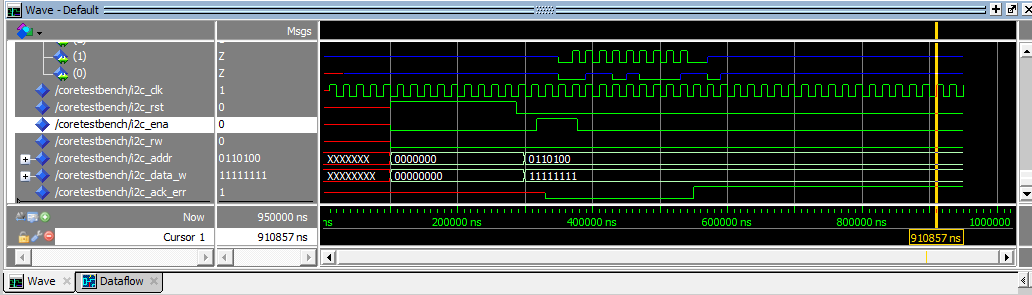 Wave - Default
Msgs
(1) Z
(0) Z
/coretestbench/i2c_clk 1
/coretestbench/i2c_rst 0
/coretestbench/i2c_ena 0
/coretestbench/i2c_rw 0
/coretestbench/i2c_addr 0110100 XXXXXXX 0000000 0110100
/coretestbench/i2c_data_w 11111111 XXXXXXXX 00000000 11111111
/coretestbench/i2c_ack_err 1
Now 950000 ns ns 200000 ns 400000 ns 600000 ns 800000 ns 1000000
Cursor 1 910857 ns 910857 ns
Wave Dataflow